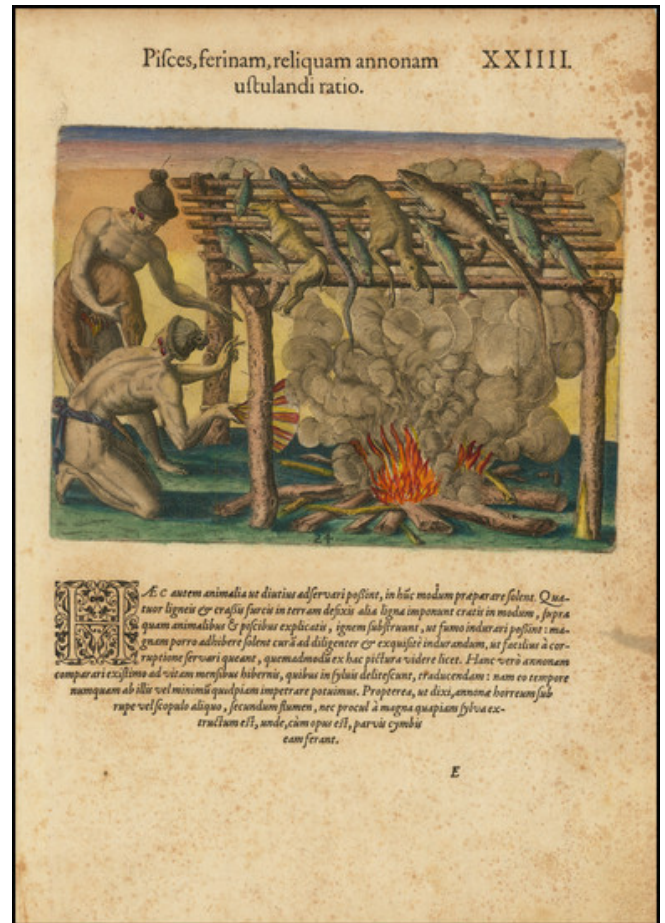 Piſces, ferinam, reliquam annonam XXIIII.
uſtulandi ratio.
24.
HÆC autem animalia ut diutius adſervari poßint, in hũc modum præparare ſolent. Qua-
tuor ligneis & craßis furcis in terram defixis alia ligna imponunt cratis in modum, ſupra
quam animalibus & piſcibus explicatis, ignem ſubſtruunt, ut fumo indurari poßint: ma-
gnam porro adhibere ſolent curã ad diligenter & exquiſitè indurandum, ut facilius à cor-
ruptione ſervari queant, quemadmodũ ex hac pictura videre licet. Hanc verò annonam
comparari exiſtimo ad vitam menſibus hibernis, quibus in ſylvis deliteſcunt, traducendam: nam eo tempore
numquam ab illis vel minimũ quidpiam impetrare potuimus. Propterea, ut dixi, annonæ horreum ſub
rupe vel ſcopulo aliquo, ſecundum flumen, nec procul à magna quapiam ſylva ex-
tructum eſt, unde, cùm opus eſt, parvis cymbis
eam ferant.
E